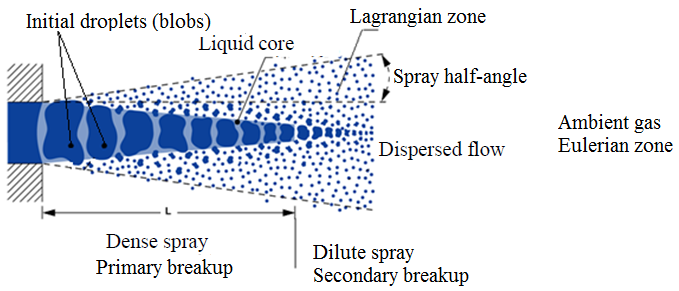 Initial droplets (blobs)
Liquid core
Lagrangian zone
Spray half-angle
Dispersed flow
Ambient gas
Eulerian zone
L
Dense spray
Primary breakup
Dilute spray
Secondary breakup